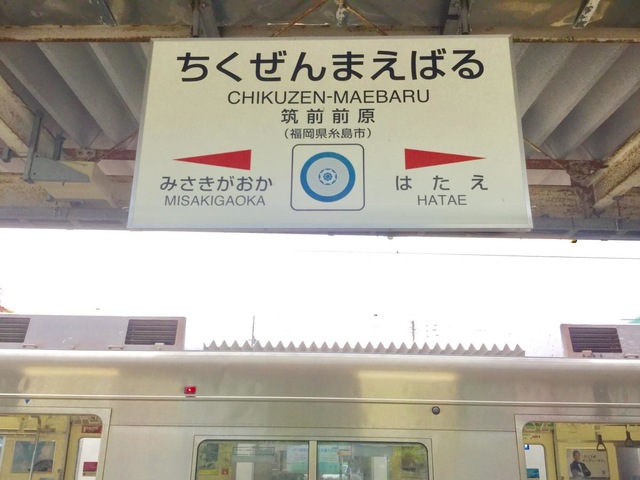 ちくぜんまえばる
CHIKUZEN-MAEBARU
筑前前原
(福岡県糸島市)
みさきがおか
MISAKIGAOKA
はたえ
HATAE